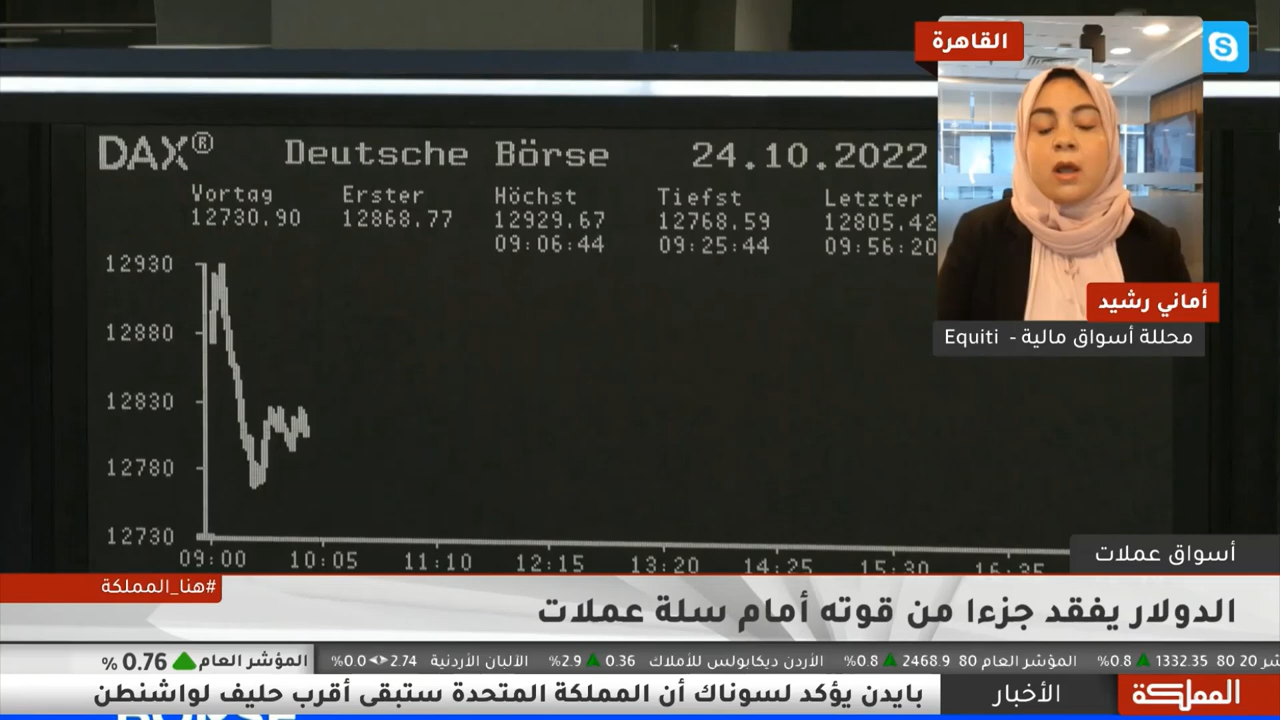 القاهرة
DAX® Deutsche Börse 24.10.2022
Vortag Erster Höchst Tiefst Letzter
12730.90 12868.77 12929.67 12768.59 12805.42
09:06:44 09:25:44 09:56:20
12930
12880
12830
12780
12730
09:00 10:05 11:10 12:15 13:20 14:25 15:30 16:35
أماني رشيد
محللة أسواق مالية - Equiti
أسواق عملات
#هنا_المملكة
الدولار يفقد جزءا من قوته أمام سلة عملات
20 80 1332.35 %0.8 المؤشر العام 80 2468.9 %0.8 الأردن ديكابولس للأملاك 0.36 %2.9 الألبان الأردنية 2.74 %0.0
المؤشر العام 0.76 %
المملكة الأخبار بايدن يؤكد لسوناك أن المملكة المتحدة ستبقى أقرب حليف لواشنطن